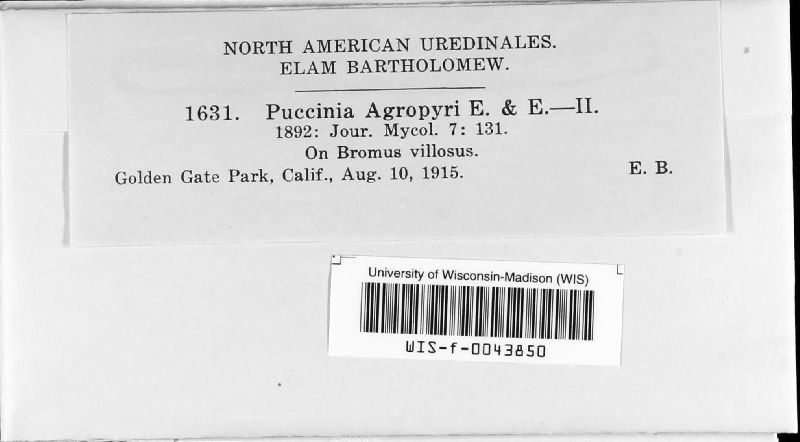 NORTH AMERICAN UREDINALES.
ELAM BARTHOLOMEW.
1631. Puccinia Agropyri E. & E.—II.
1892: Jour. Mycol. 7: 131.
On Bromus villosus.
Golden Gate Park, Calif., Aug. 10, 1915. E. B.
University of Wisconsin-Madison (WIS)
WIS-f-0043850